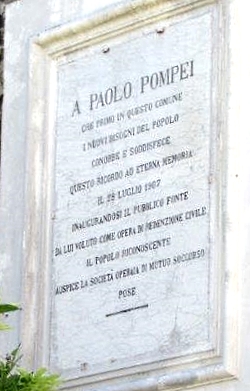 A PAOLO POMPEI
CHE PRIMO IN QUESTO COMUNE
I NUOVI BISOGNI DEL POPOLO
CONOBBE E SODDISFECE
QUESTO RICORDO AD ETERNA MEMORIA
IL 28 LUGLIO 1907
INAUGURANDOSI IL PUBBLICO FONTE
DA LUI VOLUTO COME OPERA DI REDENZIONE CIVILE
IL POPOLO RICONOSCENTE
AUSPICE LA SOCIETÀ OPERAIA DI MUTUO SOCCORSO
POSE